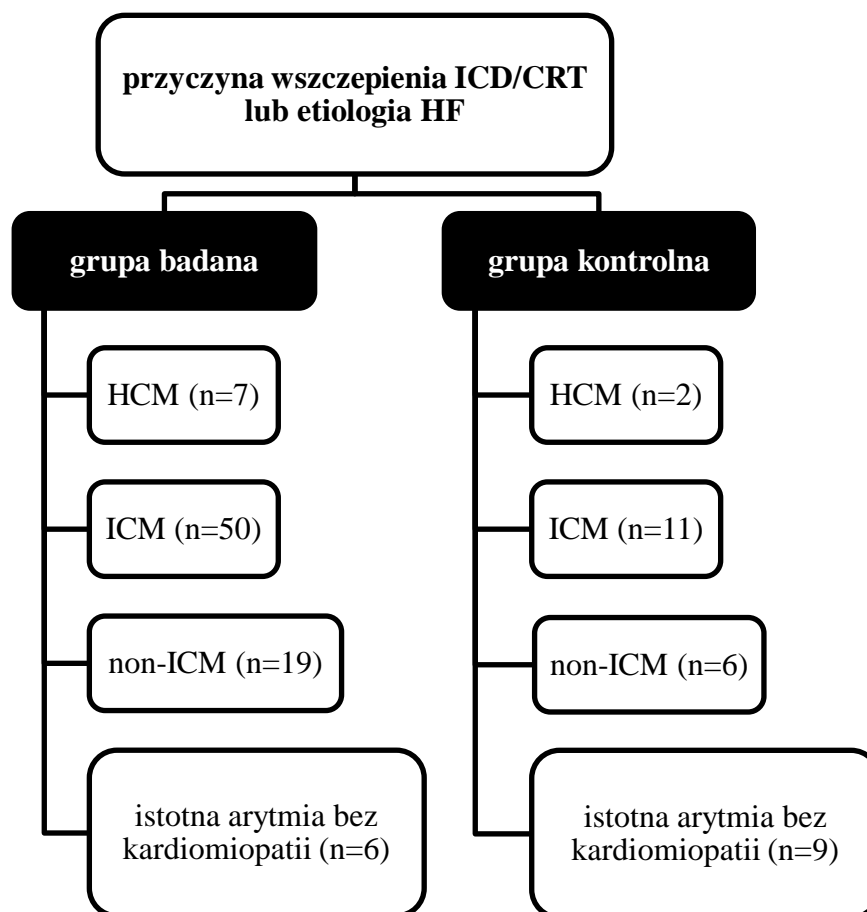 przyczyna wszczepienia ICD/CRT
lub etiologia HF
grupa badana
HCM (n=7)
ICM (n=50)
non-ICM (n=19)
istotna arytmia bez
kardiomiopatii (n=6)
grupa kontrolna
HCM (n=2)
ICM (n=11)
non-ICM (n=6)
istotna arytmia bez
kardiomiopatii (n=9)